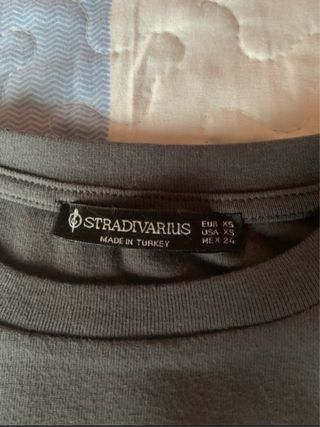 STRADIVARIUS
MADE IN TURKEY
EUR XS
USA XS
MEX 24